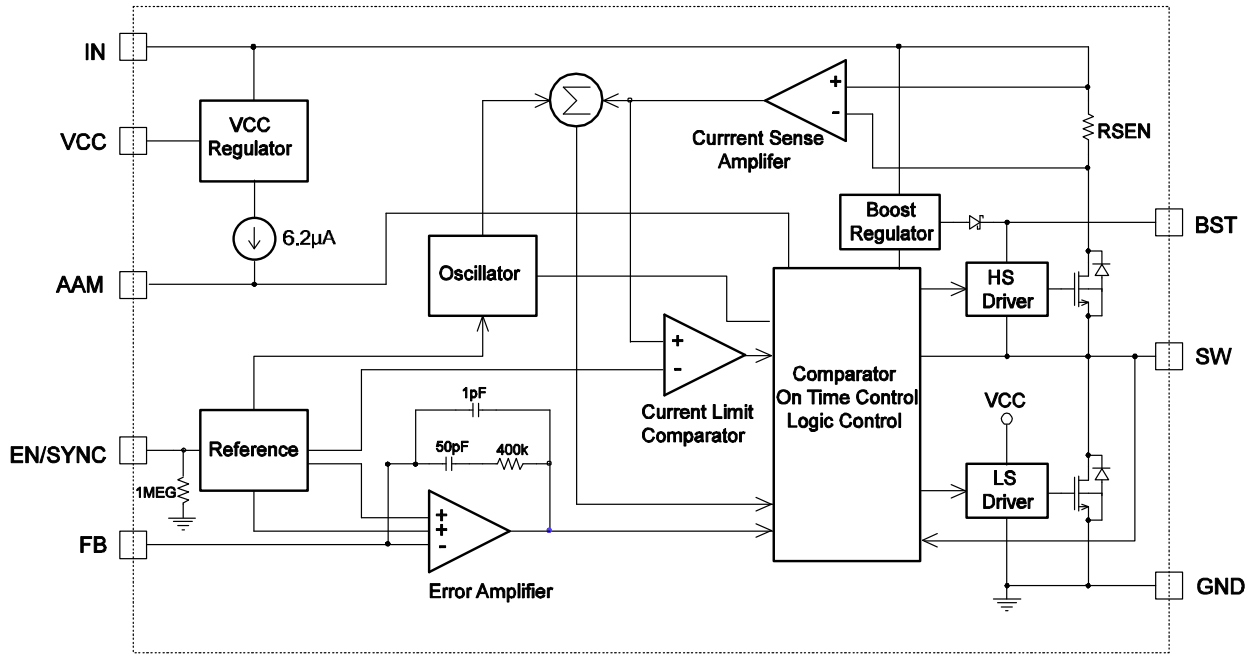 IN
VCC
Regulator
VCC
6.2µA
AAM
Σ
+
-
Currrent Sense
Amplifer
RSEN
Boost
Regulator
BST
Oscillator
HS
Driver
+
-
Current Limit
Comparator
Comparator
On Time Control
Logic Control
SW
VCC
1pF
50pF
400k
EN/SYNC
Reference
1MEG
LS
Driver
FB
+
+
-
Error Amplifier
GND